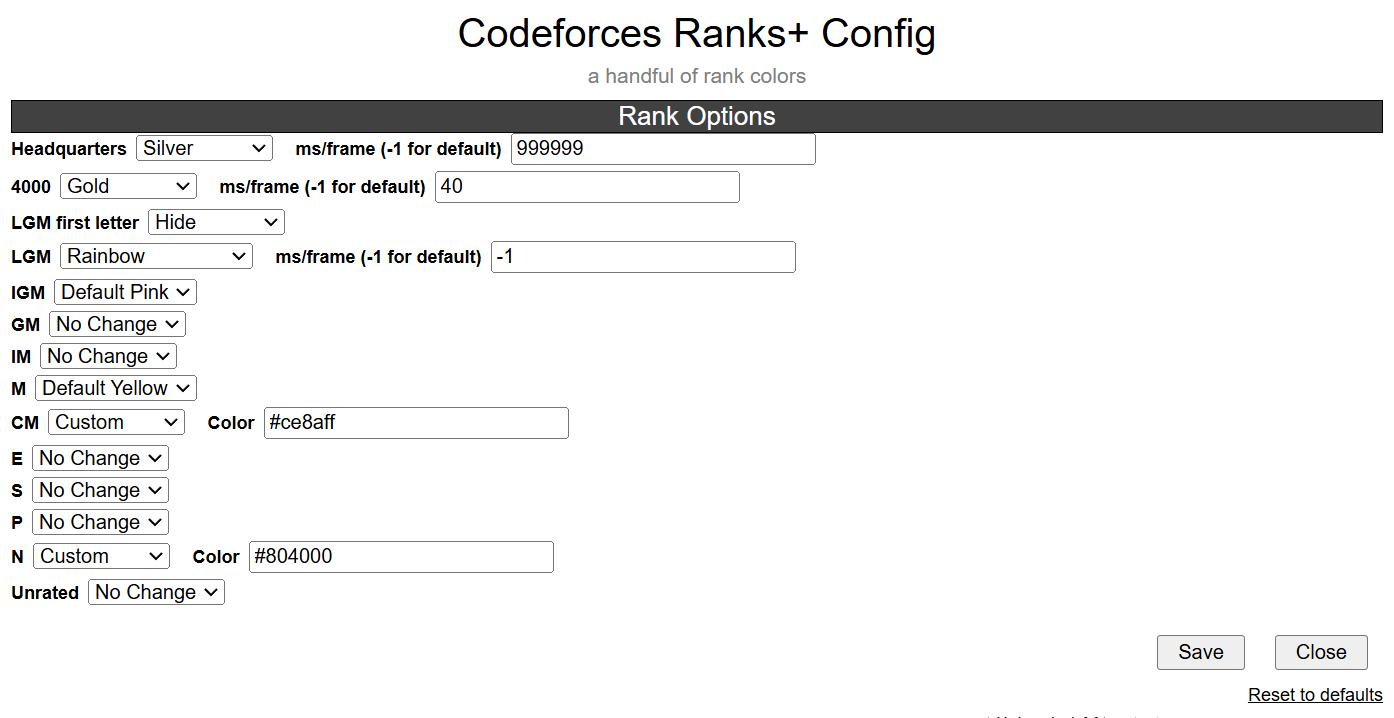 Codeforces Ranks+ Config
a handful of rank colors
Rank Options
Headquarters Silver ms/frame (-1 for default) 999999
4000 Gold ms/frame (-1 for default) 40
LGM first letter Hide
LGM Rainbow ms/frame (-1 for default) -1
IGM Default Pink
GM No Change
IM No Change
M Default Yellow
CM Custom Color #ce8aff
E No Change
S No Change
P No Change
N Custom Color #804000
Unrated No Change
Save Close
Reset to defaults